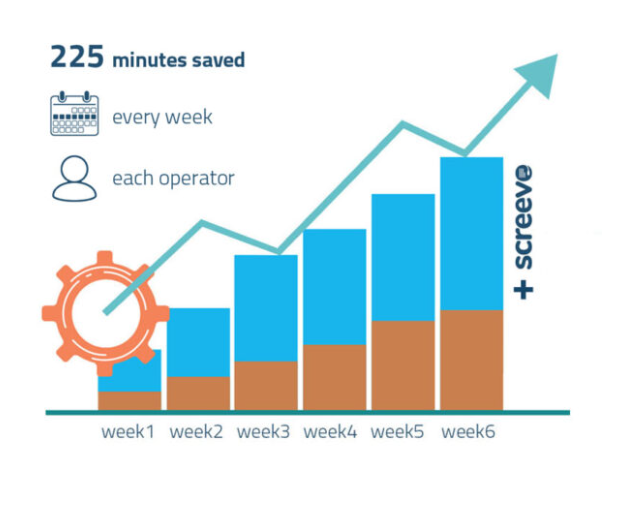 225 minutes saved
every week
each operator
+ screeve
week1 week2 week3 week4 week5 week6